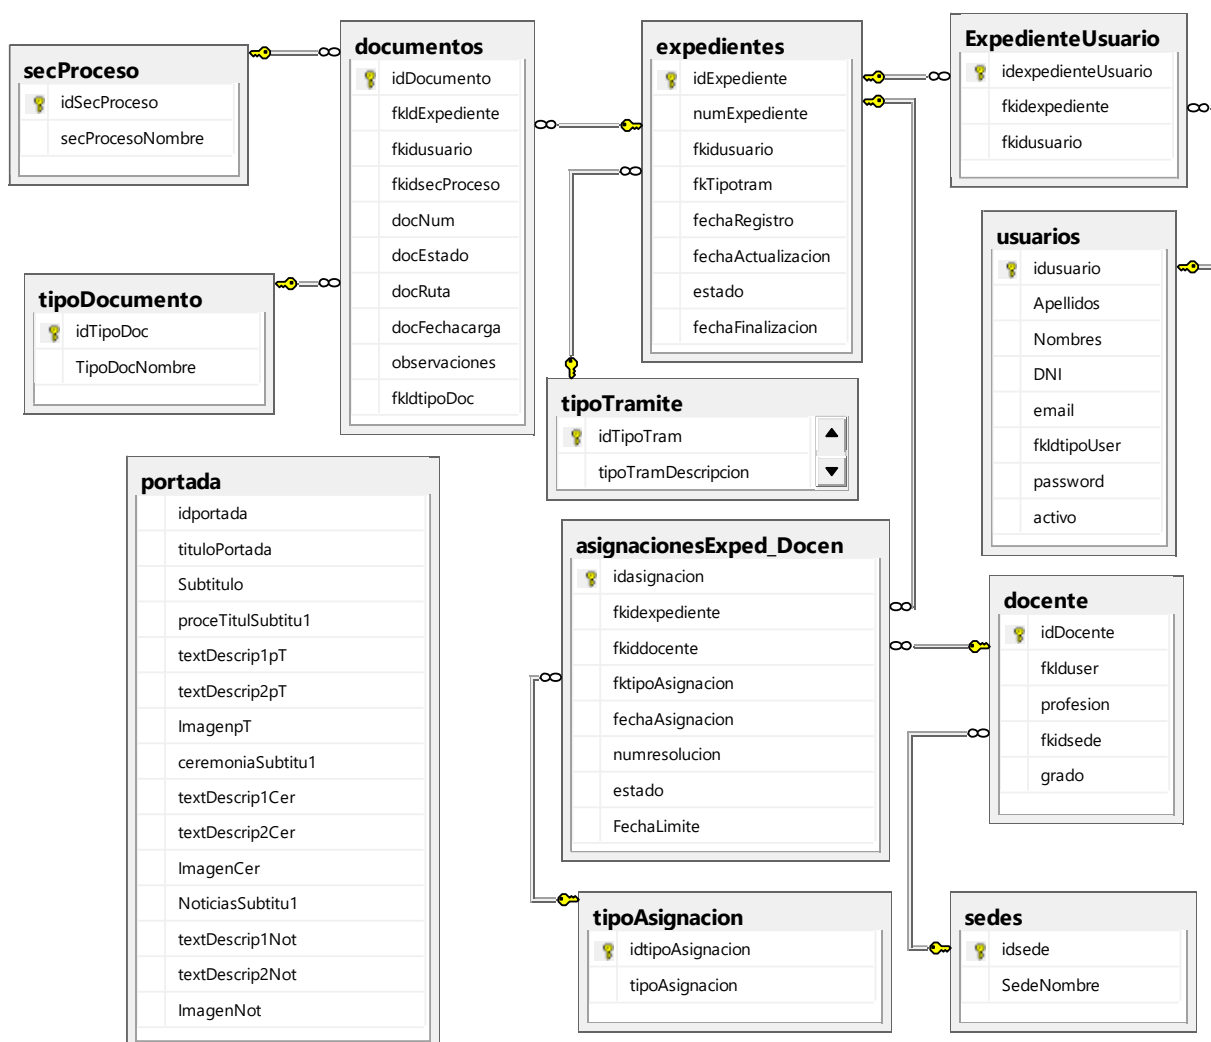 secProceso
idSecProceso
secProcesoNombre
tipoDocumento
idTipoDoc
TipoDocNombre
documentos
idDocumento
fkIdExpediente
fkidusuario
fkidsecProceso
docNum
docEstado
docRuta
docFechacarga
observaciones
fkIdtipoDoc
expedientes
idExpediente
numExpediente
fkidusuario
fkTipotram
fechaRegistro
fechaActualizacion
estado
fechaFinalizacion
ExpedienteUsuario
idexpedienteUsuario
fkidexpediente
fkidusuario
usuarios
idusuario
Apellidos
Nombres
DNI
email
fkIdtipoUser
password
activo
tipoTramite
idTipoTram
tipoTramDescripcion
portada
idportada
tituloPortada
Subtitulo
proceTitulSubtitu1
textDescrip1pT
textDescrip2pT
ImagenpT
ceremoniaSubtitu1
textDescrip1Cer
textDescrip2Cer
ImagenCer
NoticiasSubtitu1
textDescrip1Not
textDescrip2Not
ImagenNot
asignacionesExped_Docen
idasignacion
fkidexpediente
fkiddocente
fktipoAsignacion
fechaAsignacion
numresolucion
estado
FechaLimite
docente
idDocente
fkIduser
profesion
fkidsede
grado
tipoAsignacion
idtipoAsignacion
tipoAsignacion
sedes
idsede
SedeNombre